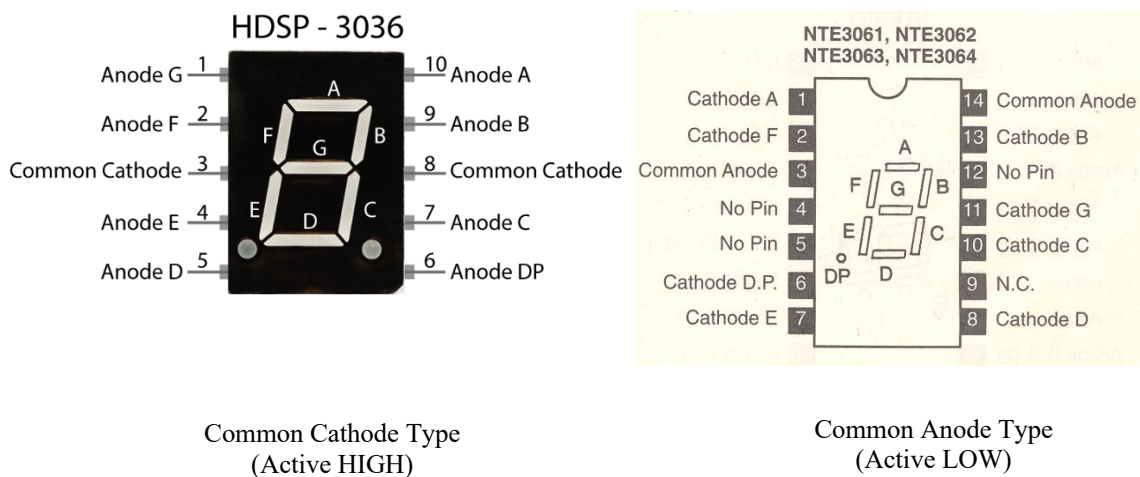 HDSP - 3036
Anode G 1
10 Anode A
Anode F 2
9 Anode B
Common Cathode 3
8 Common Cathode
Anode E 4
7 Anode C
Anode D 5
6 Anode DP
A
F
B
G
E
C
D
NTE3061, NTE3062
NTE3063, NTE3064
Cathode A 1
14 Common Anode
Cathode F 2
13 Cathode B
Common Anode 3
12 No Pin
No Pin 4
11 Cathode G
No Pin 5
10 Cathode C
Cathode D.P. 6
9 N.C.
Cathode E 7
8 Cathode D
A
F
G
B
E
C
DP
D
Common Cathode Type
(Active HIGH)
Common Anode Type
(Active LOW)